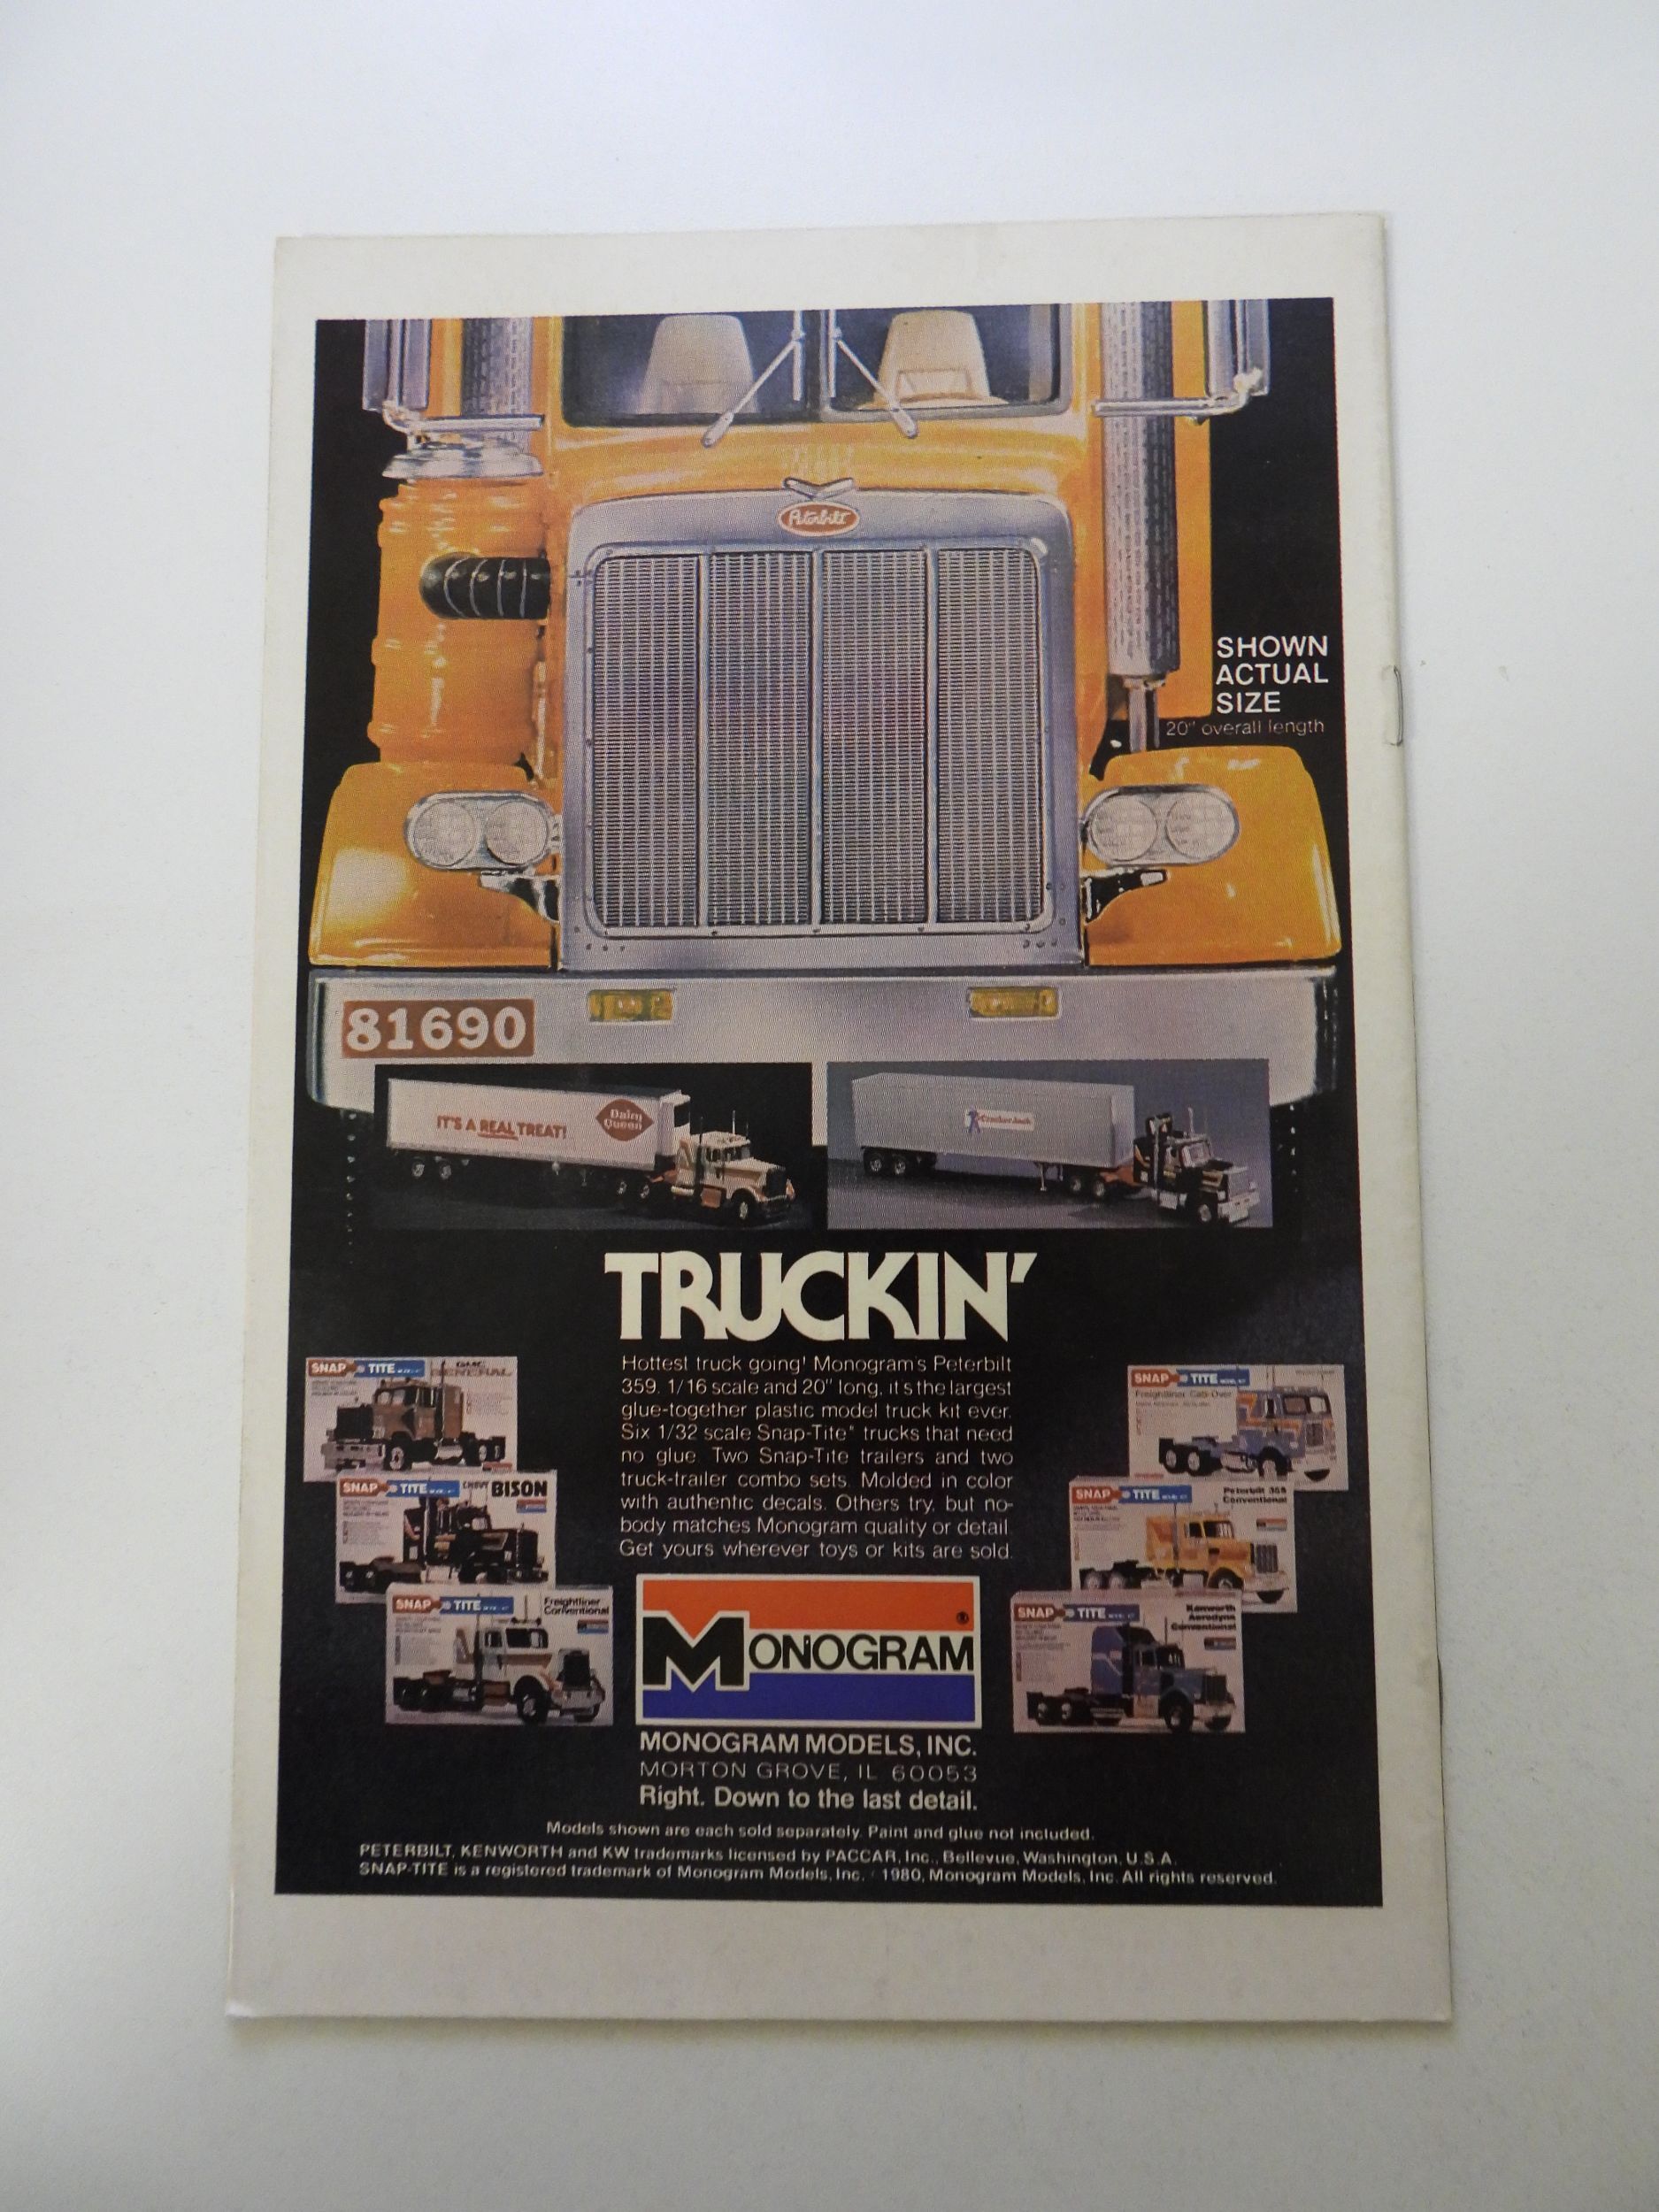 Peterbilt
SHOWN
ACTUAL
SIZE
20" overall length
81690
IT'S A REAL TREAT!
Dairy
Queen
Cracker Jack
TRUCKIN'
Hottest truck going! Monogram's Peterbilt
359. 1/16 scale and 20" long, it's the largest
glue-together plastic model truck kit ever.
Six 1/32 scale Snap-Tite® trucks that need
no glue. Two Snap-Tite trailers and two
truck-trailer combo sets. Molded in color
with authentic decals. Others try, but no-
body matches Monogram quality or detail.
Get yours wherever toys or kits are sold.
SNAP TITE
GMC
GENERAL
SNAP TITE
CHEVY BISON
SNAP TITE
Freightliner
Conventional
SNAP TITE
Freightliner Cab-Over
SNAP TITE
Peterbilt 359
Conventional
SNAP TITE
Kenworth
Aerodyne
Conventional
MONOGRAM ®
MONOGRAM MODELS, INC.
MORTON GROVE, IL 60053
Right. Down to the last detail.
Models shown are each sold separately. Paint and glue not included.
PETERBILT, KENWORTH and KW trademarks licensed by PACCAR, Inc., Bellevue, Washington, U.S.A.
SNAP-TITE is a registered trademark of Monogram Models, Inc. 1980, Monogram Models, Inc. All rights reserved.